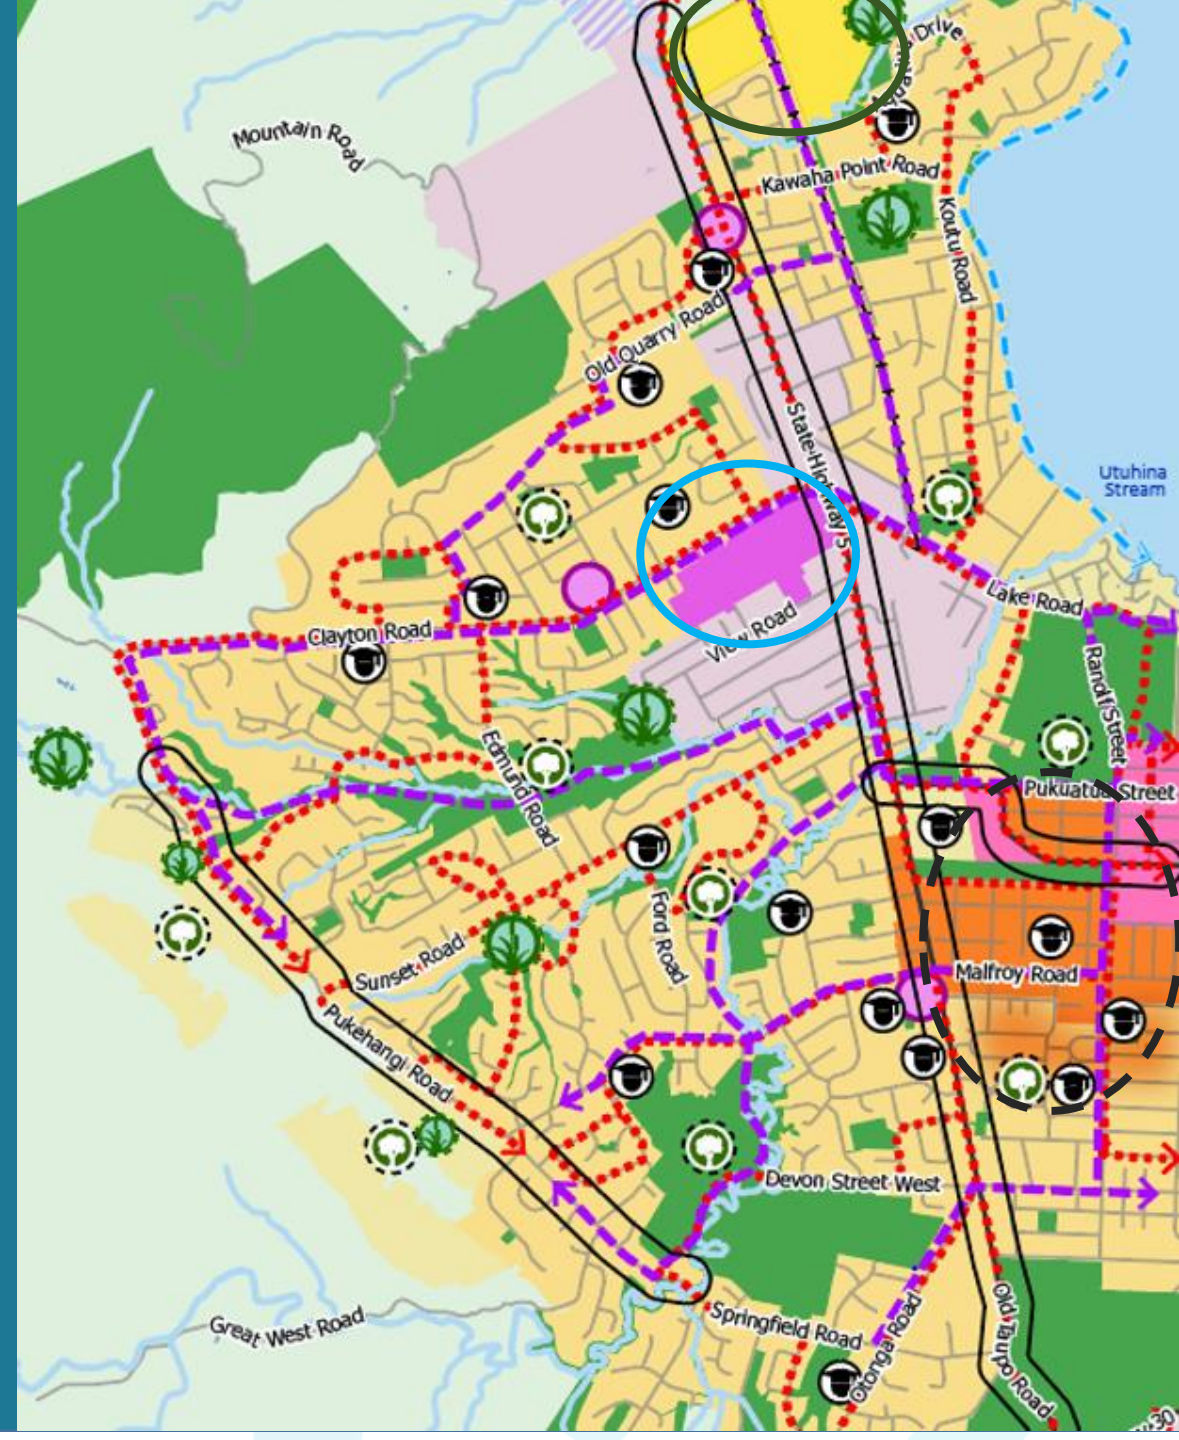 Drive
Mountain Road
Kawaha Point Road
Koutu Road
Old Quarry Road
State Highway 5
Utuhina
Stream
Lake Road
Clayton Road
View Road
Ranolf Street
Edmund Road
Pukuatua Street
Ford Road
Sunset Road
Malfroy Road
Pukehangi Road
Devon Street West
Great West Road
Springfield Road
Otonga Road
Old Taupo Road
30